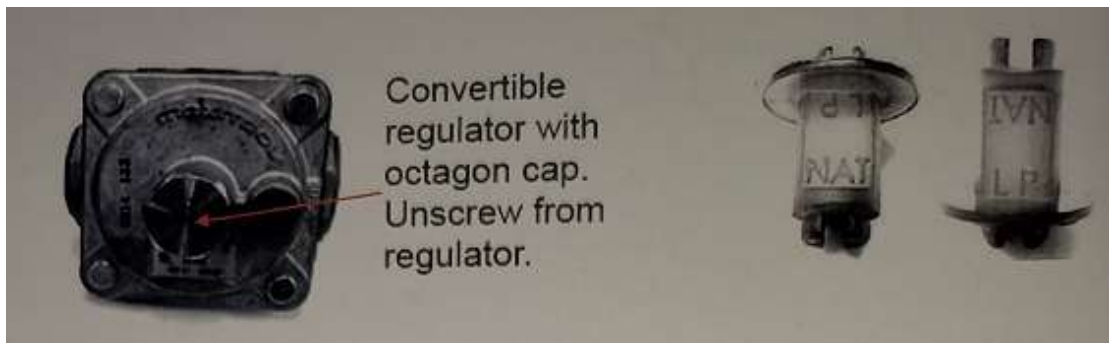 Convertible
regulator with
octagon cap.
Unscrew from
regulator.
LP
NAT
NAT
LP